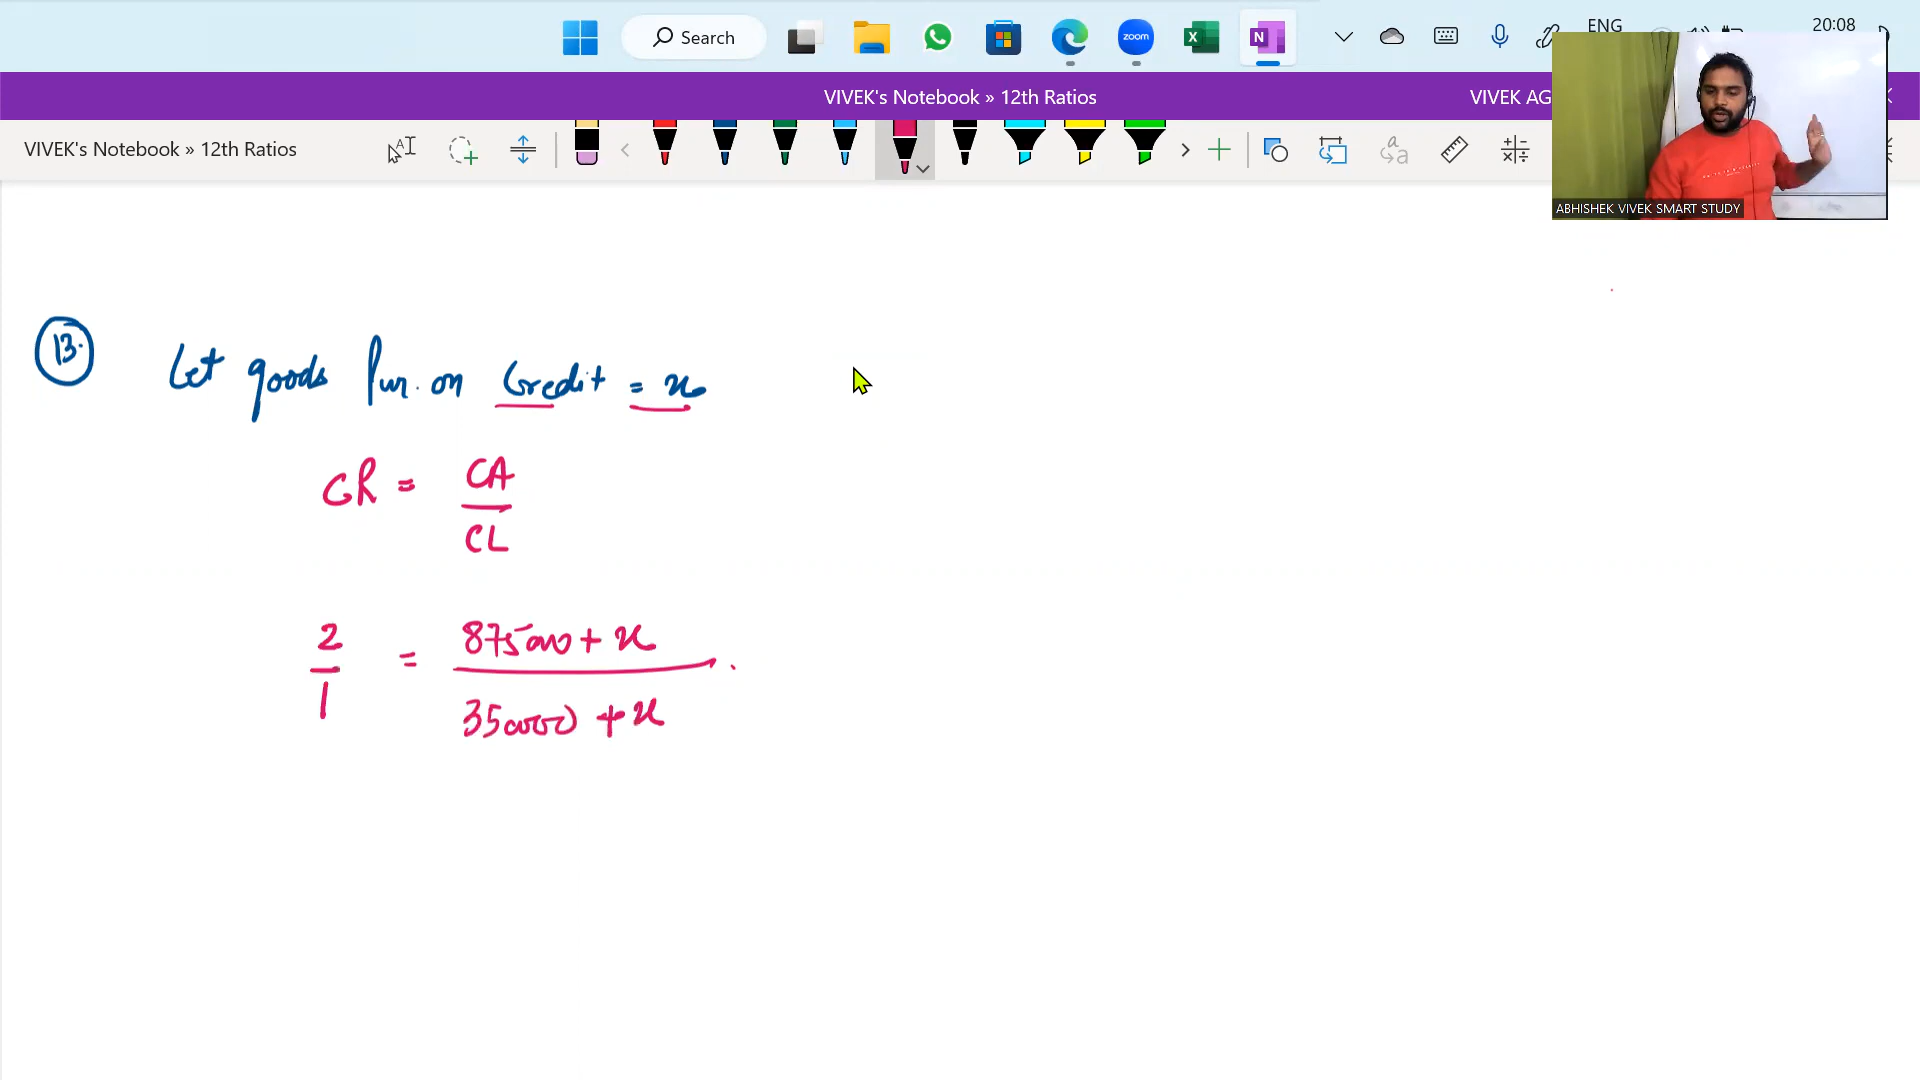 Search
zoom
ENG
20:08
VIVEK's Notebook » 12th Ratios
VIVEK AG
VIVEK's Notebook » 12th Ratios
ABHISHEK VIVEK SMART STUDY
13.
Let goods Pur. on Credit = x
CR = CA
CL
2 = 875000 + x
1 350000 + x